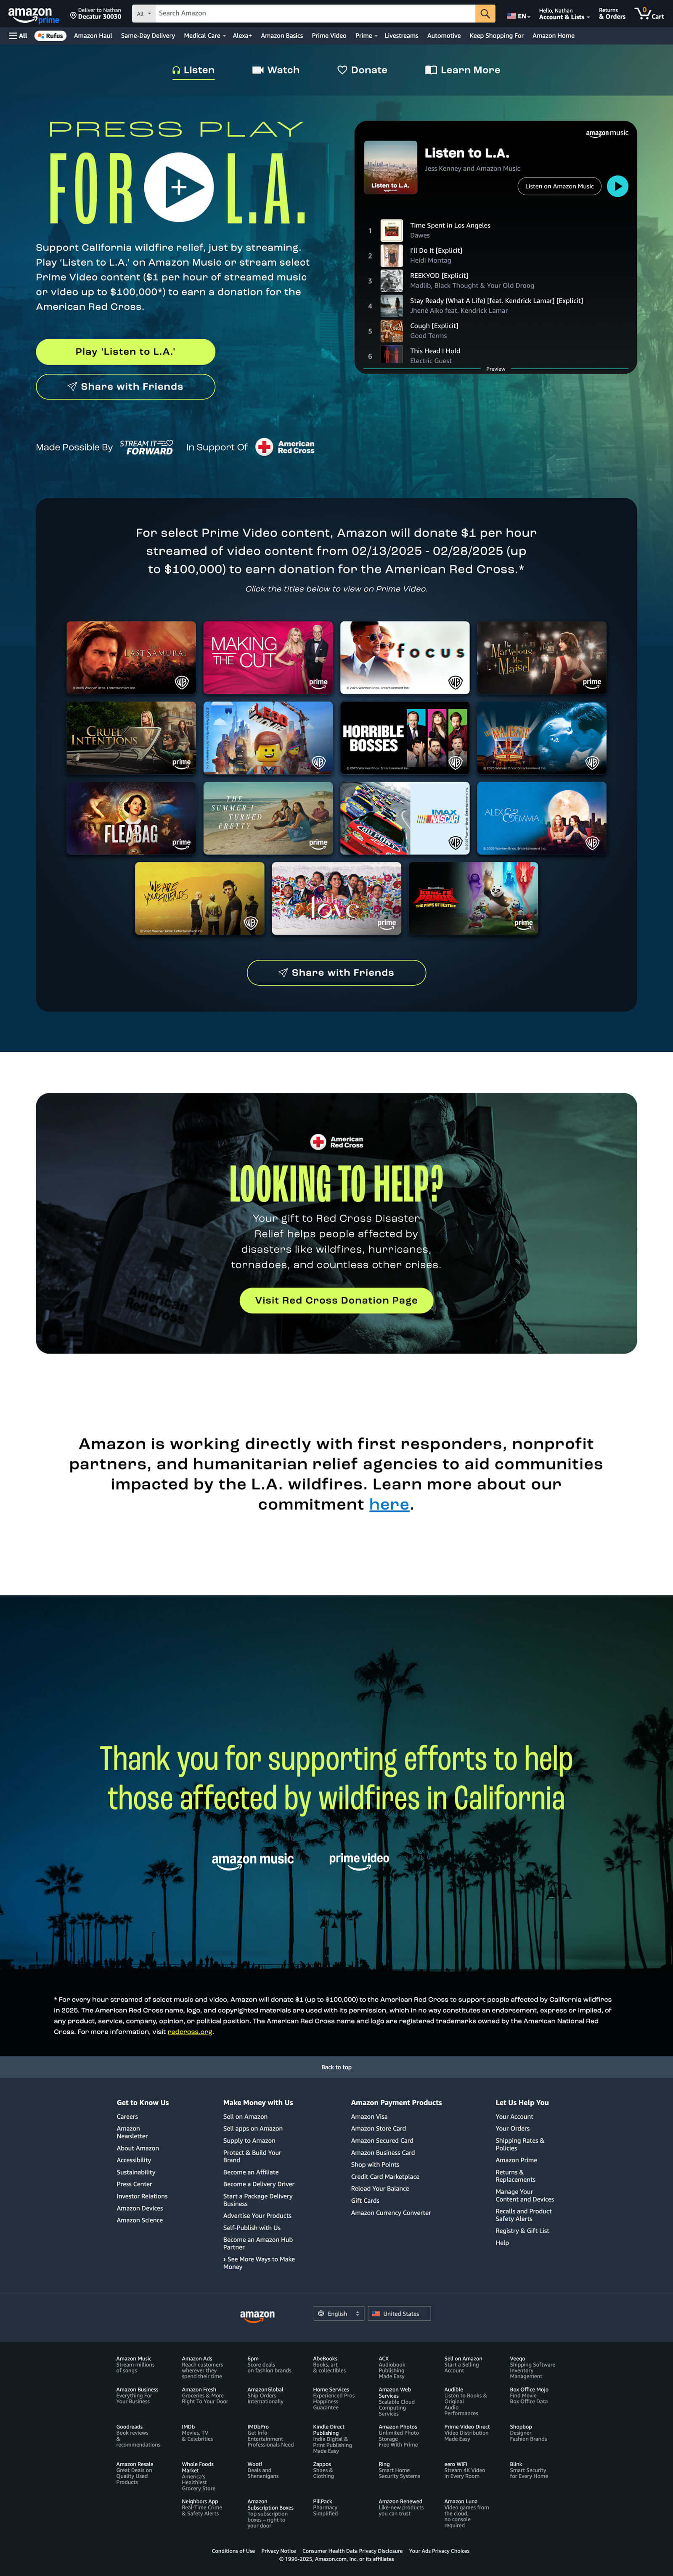 amazon
prime
Deliver to Nathan
Decatur 30030
All
Search Amazon
EN
Hello, Nathan
Account & Lists
Returns
& Orders
0
Cart
All
Rufus
Amazon Haul
Same-Day Delivery
Medical Care
Alexa+
Amazon Basics
Prime Video
Prime
Livestreams
Automotive
Keep Shopping For
Amazon Home
Listen
Watch
Donate
Learn More
PRESS PLAY
FOR L.A.
Support California wildfire relief, just by streaming.
Play 'Listen to L.A.' on Amazon Music or stream select
Prime Video content ($1 per hour of streamed music
or video up to $100,000*) to earn a donation for the
American Red Cross.
Play 'Listen to L.A.'
Share with Friends
Made Possible By
STREAM IT
FORWARD
In Support Of
American
Red Cross
amazon music
Listen to L.A.
Listen to L.A.
Jess Kenney and Amazon Music
Listen on Amazon Music
1
Time Spent in Los Angeles
Dawes
2
I'll Do It [Explicit]
Heidi Montag
3
REEKYOD [Explicit]
Madlib, Black Thought & Your Old Droog
4
Stay Ready (What A Life) [feat. Kendrick Lamar] [Explicit]
Jhené Aiko feat. Kendrick Lamar
5
Cough [Explicit]
Good Terms
6
This Head I Hold
Electric Guest
Preview
For select Prime Video content, Amazon will donate $1 per hour
streamed of video content from 02/13/2025 - 02/28/2025 (up
to $100,000) to earn donation for the American Red Cross.*
Click the titles below to view on Prime Video.
LAST SAMURAI
MAKING
THE CUT
prime
focus
The
Marvelous
Mrs.
Maisel
prime
CRUEL
INTENTIONS
prime
LEGO
HORRIBLE
BOSSES
THE MAJESTIC
FLEABAG
prime
THE
SUMMER I
TURNED
PRETTY
prime
IMAX
NASCAR
ALEX & EMMA
WE ARE
YOUR FRIENDS
with love
prime
KUNG FU
PANDA
prime
Share with Friends
American
Red Cross
LOOKING TO HELP?
Your gift to Red Cross Disaster
Relief helps people affected by
disasters like wildfires, hurricanes,
tornadoes, and countless other crises.
American
Red Cross
Visit Red Cross Donation Page
Amazon is working directly with first responders, nonprofit
partners, and humanitarian relief agencies to aid communities
impacted by the L.A. wildfires. Learn more about our
commitment here.
Thank you for supporting efforts to help
those affected by wildfires in California
amazon music
prime video
* For every hour streamed of select music and video, Amazon will donate $1 (up to $100,000) to the American Red Cross to support people affected by California wildfires
in 2025. The American Red Cross name, logo, and copyrighted materials are used with its permission, which in no way constitutes an endorsement, express or implied, of
any product, service, company, opinion, or political position. The American Red Cross name and logo are registered trademarks owned by the American National Red
Cross. For more information, visit redcross.org.
Back to top
Get to Know Us
Careers
Amazon
Newsletter
About Amazon
Accessibility
Sustainability
Press Center
Investor Relations
Amazon Devices
Amazon Science
Make Money with Us
Sell on Amazon
Sell apps on Amazon
Supply to Amazon
Protect & Build Your
Brand
Become an Affiliate
Become a Delivery Driver
Start a Package Delivery
Business
Advertise Your Products
Self-Publish with Us
Become an Amazon Hub
Partner
› See More Ways to Make
Money
Amazon Payment Products
Amazon Visa
Amazon Store Card
Amazon Secured Card
Amazon Business Card
Shop with Points
Credit Card Marketplace
Reload Your Balance
Gift Cards
Amazon Currency Converter
Let Us Help You
Your Account
Your Orders
Shipping Rates &
Policies
Amazon Prime
Returns &
Replacements
Manage Your
Content and Devices
Recalls and Product
Safety Alerts
Registry & Gift List
Help
amazon
English
United States
Amazon Music
Stream millions
of songs
Amazon Ads
Reach customers
wherever they
spend their time
6pm
Score deals
on fashion brands
AbeBooks
Books, art
& collectibles
ACX
Audiobook
Publishing
Made Easy
Sell on Amazon
Start a Selling
Account
Veeqo
Shipping Software
Inventory
Management
Amazon Business
Everything For
Your Business
Amazon Fresh
Groceries & More
Right To Your Door
AmazonGlobal
Ship Orders
Internationally
Home Services
Experienced Pros
Happiness
Guarantee
Amazon Web
Services
Scalable Cloud
Computing
Services
Audible
Listen to Books &
Original
Audio
Performances
Box Office Mojo
Find Movie
Box Office Data
Goodreads
Book reviews
&
recommendations
IMDb
Movies, TV
& Celebrities
IMDbPro
Get Info
Entertainment
Professionals Need
Kindle Direct
Publishing
Indie Digital &
Print Publishing
Made Easy
Amazon Photos
Unlimited Photo
Storage
Free With Prime
Prime Video Direct
Video Distribution
Made Easy
Shopbop
Designer
Fashion Brands
Amazon Resale
Great Deals on
Quality Used
Products
Whole Foods
Market
America's
Healthiest
Grocery Store
Woot!
Deals and
Shenanigans
Zappos
Shoes &
Clothing
Ring
Smart Home
Security Systems
eero WiFi
Stream 4K Video
in Every Room
Blink
Smart Security
for Every Home
Neighbors App
Real-Time Crime
& Safety Alerts
Amazon
Subscription Boxes
Top subscription
boxes – right to
your door
PillPack
Pharmacy
Simplified
Amazon Renewed
Like-new products
you can trust
Amazon Luna
Video games from
the cloud,
no console
required
Conditions of Use
Privacy Notice
Consumer Health Data Privacy Disclosure
Your Ads Privacy Choices
© 1996-2025, Amazon.com, Inc. or its affiliates